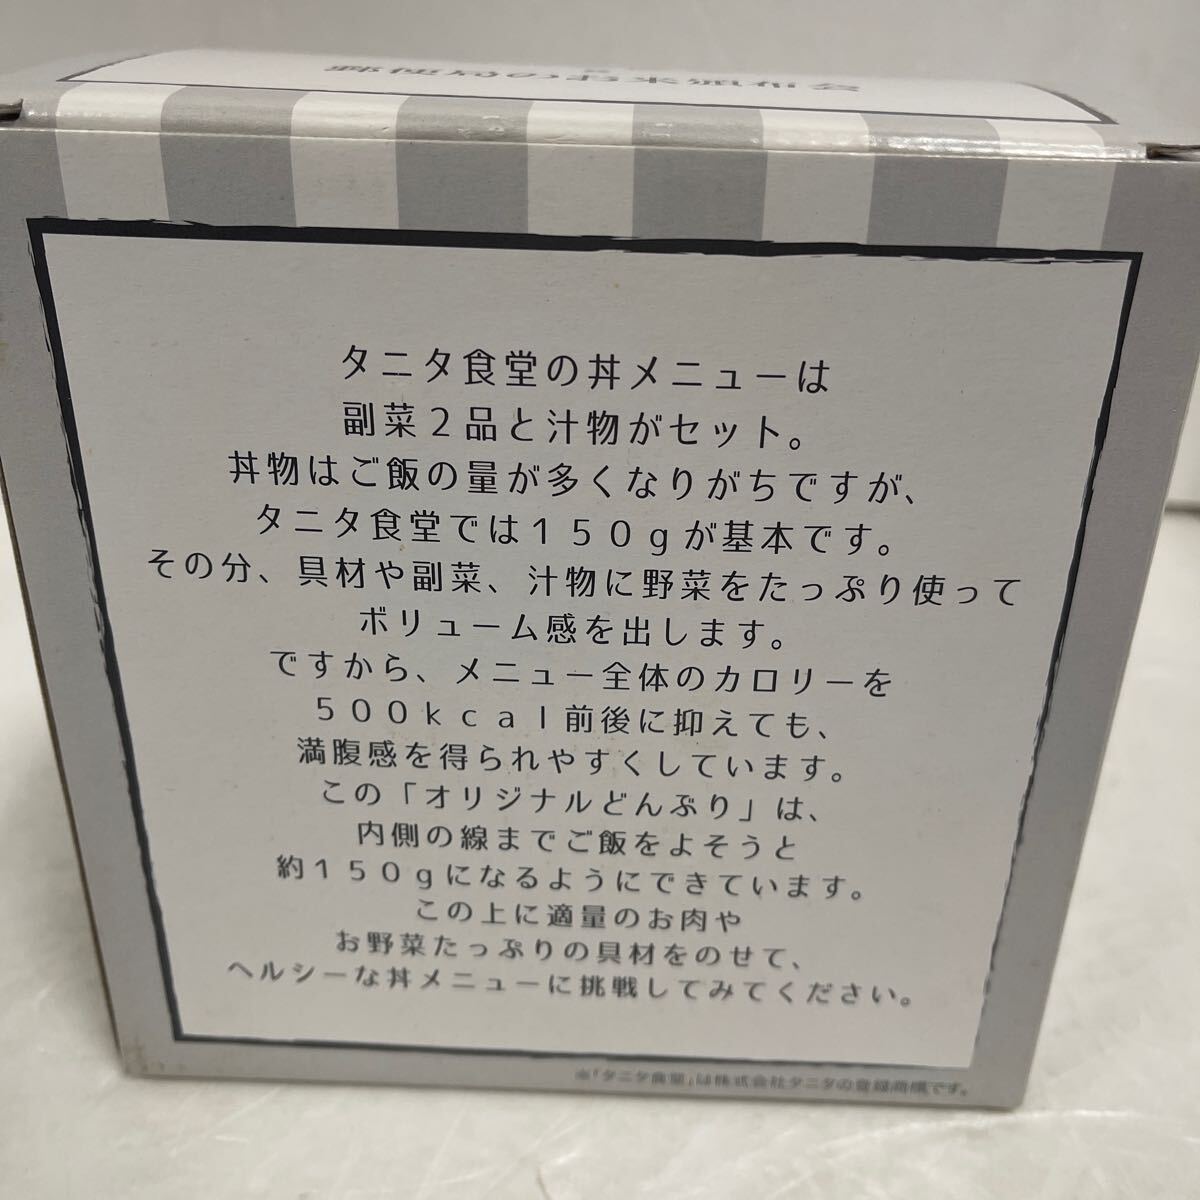 郵便局のお米頒布会
タニタ食堂の丼メニューは
副菜２品と汁物がセット。
丼物はご飯の量が多くなりがちですが、
タニタ食堂では１５０ｇが基本です。
その分、具材や副菜、汁物に野菜をたっぷり使って
ボリューム感を出します。
ですから、メニュー全体のカロリーを
５００ｋｃａｌ前後に抑えても、
満腹感を得られやすくしています。
この「オリジナルどんぶり」は、
内側の線までご飯をよそうと
約１５０ｇになるようにできています。
この上に適量のお肉や
お野菜たっぷりの具材をのせて、
ヘルシーな丼メニューに挑戦してみてください。
※「タニタ食堂」は株式会社タニタの登録商標です。